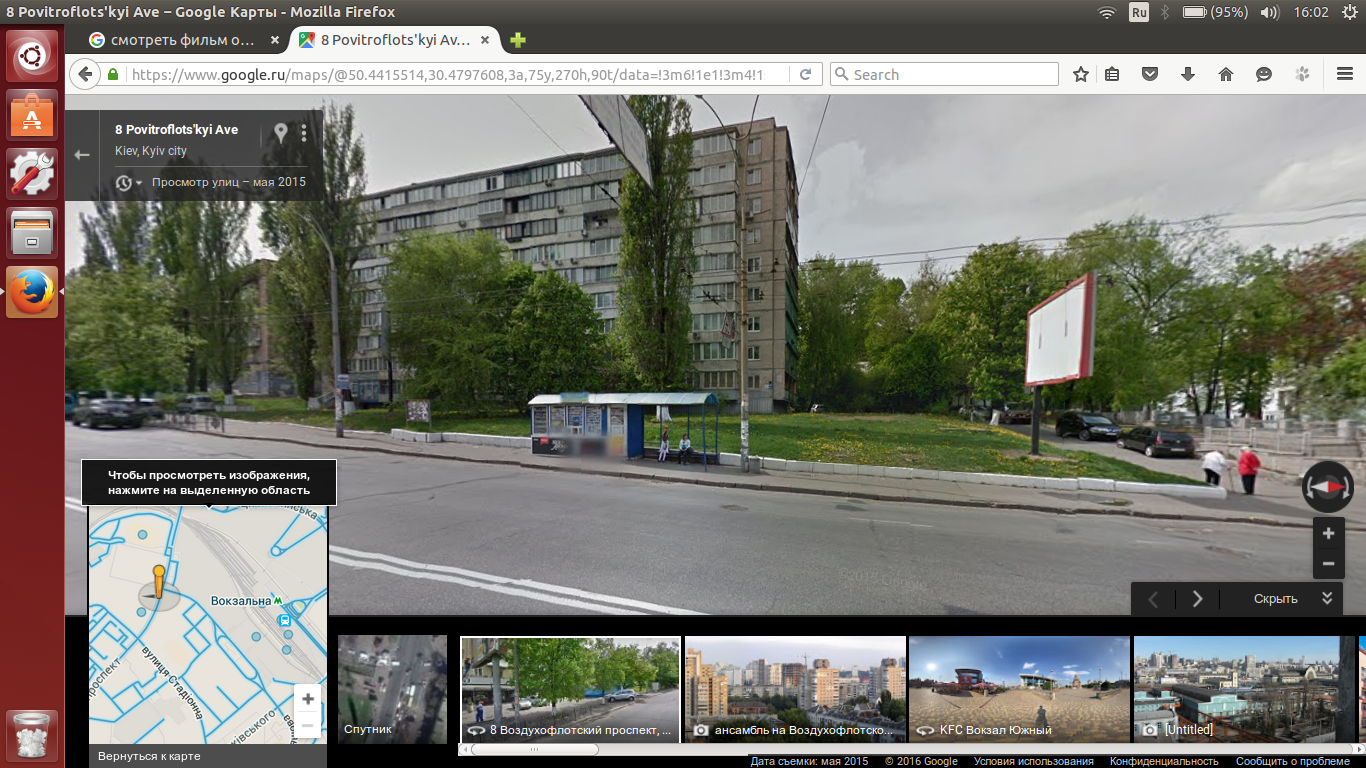 8 Povitroflots'kyi Ave – Google Карты - Mozilla Firefox
Ru
(95%)
16:02
смотреть фильм о...
8 Povitroflots'kyi Av...
https://www.google.ru/maps/@50.4415514,30.4797608,3a,75y,270h,90t/data=!3m6!1e1!3m4!1
Search
8 Povitroflots'kyi Ave
Kiev, Kyiv city
Просмотр улиц – мая 2015
Чтобы просмотреть изображения,
нажмите на выделенную область
Вокзальна
вулиця Стадіонна
Вернуться к карте
Скрыть
Спутник
8 Воздухофлотский проспект, ...
ансамбль на Воздухофлотско...
KFC Вокзал Южный
[Untitled]
Дата съемки: мая 2015
© 2016 Google
Условия использования
Конфиденциальность
Сообщить о проблеме